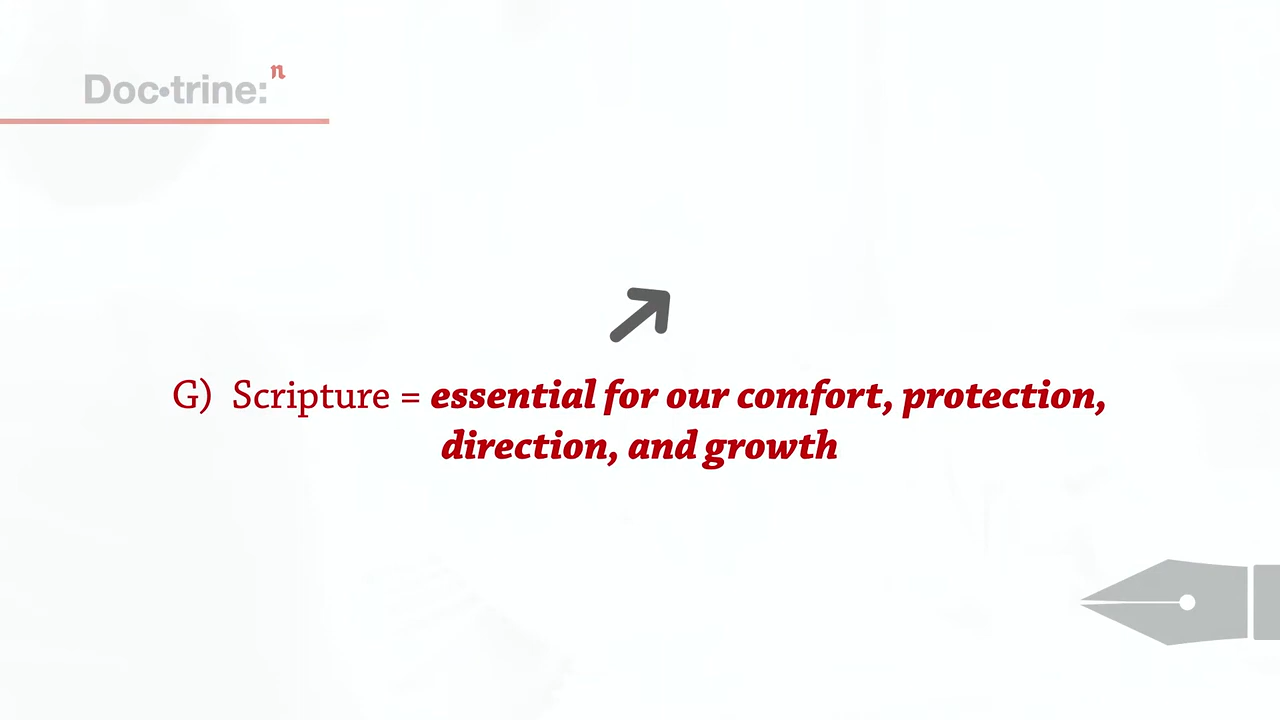 Doc•trine:n
G) Scripture = essential for our comfort, protection,
direction, and growth